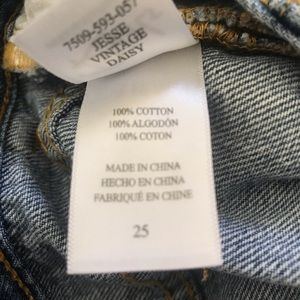 7509-593-057
JESSE
VINTAGE
DAISY
100% COTTON
100% ALGODÓN
100% COTON
MADE IN CHINA
HECHO EN CHINA
FABRIQUÉ EN CHINE
25